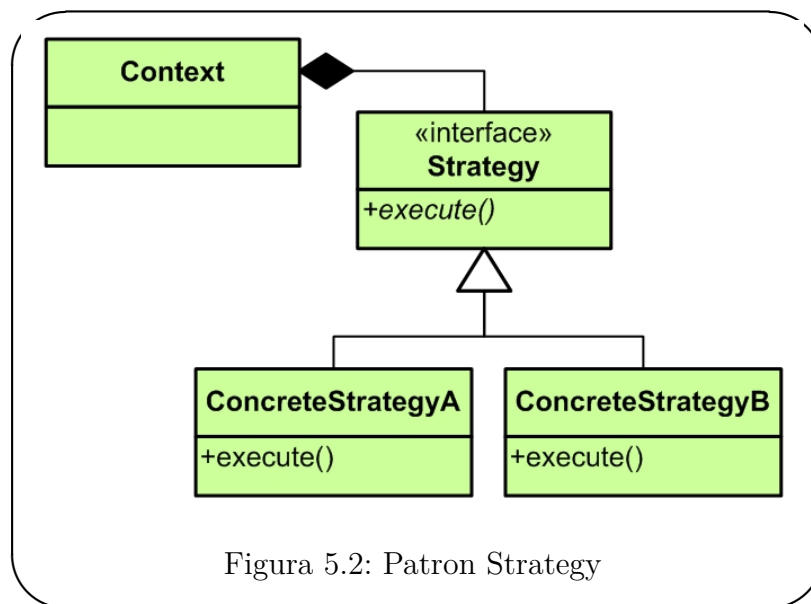 Context
«interface»
Strategy
+execute()
ConcreteStrategyA
+execute()
ConcreteStrategyB
+execute()
Figura 5.2: Patron Strategy